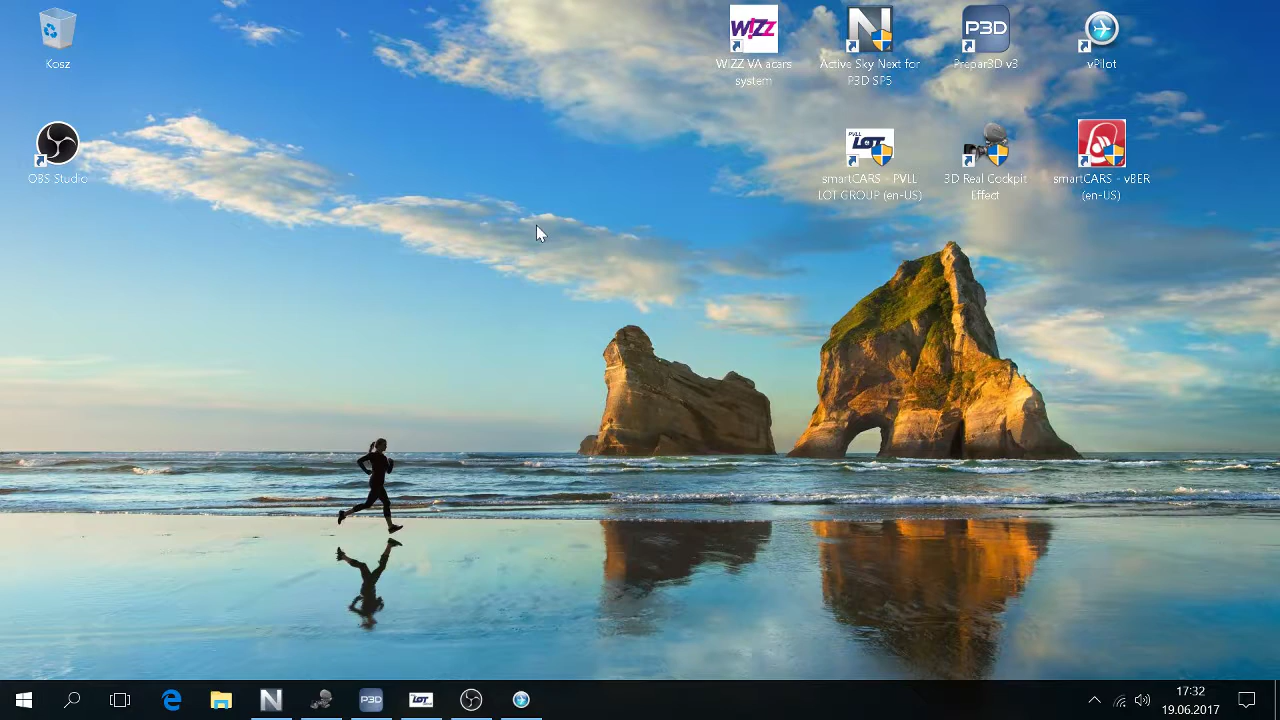 Kosz
WIZZ
WIZZ VA acars
system
N
Active Sky Next for
P3D SP5
P3D
Prepar3D v3
vPilot
OBS Studio
PVLL
LOT
smartCARS - PVLL
LOT GROUP (en-US)
3D Real Cockpit
Effect
smartCARS - vBER
(en-US)
N
P3D
LOT
17:32
19.06.2017